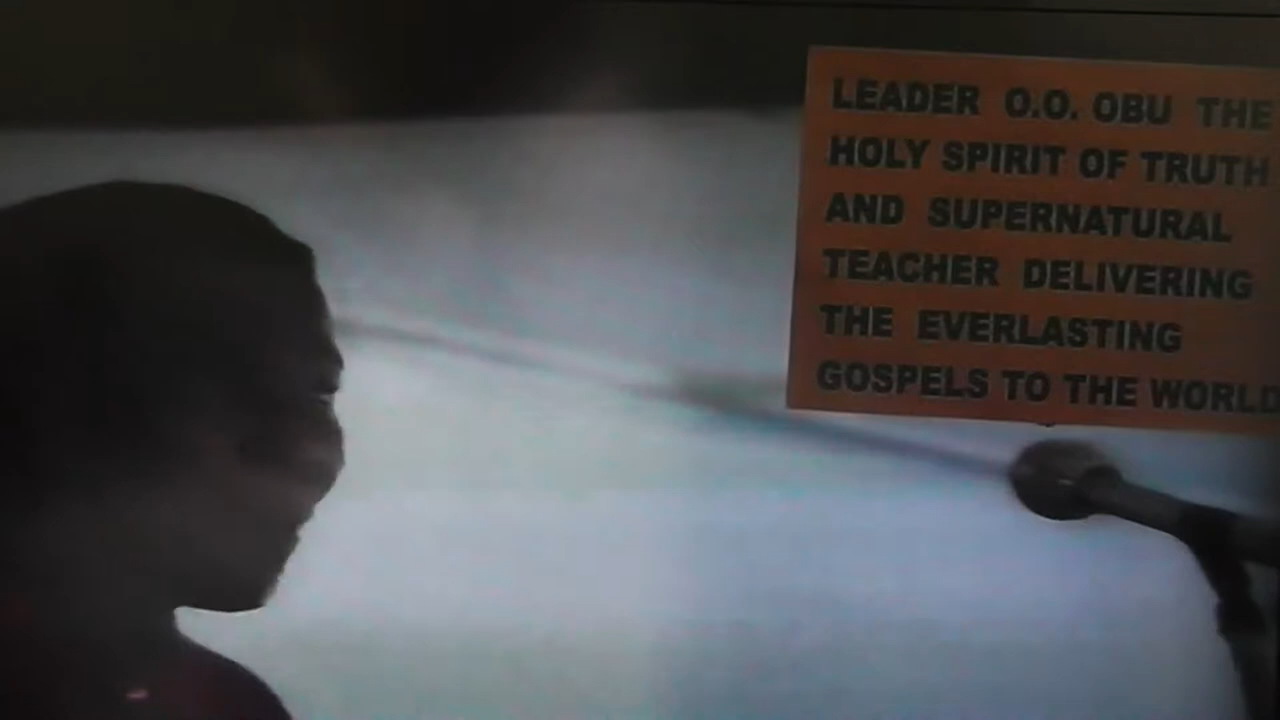 LEADER O.O. OBU THE
HOLY SPIRIT OF TRUTH
AND SUPERNATURAL
TEACHER DELIVERING
THE EVERLASTING
GOSPELS TO THE WORLD